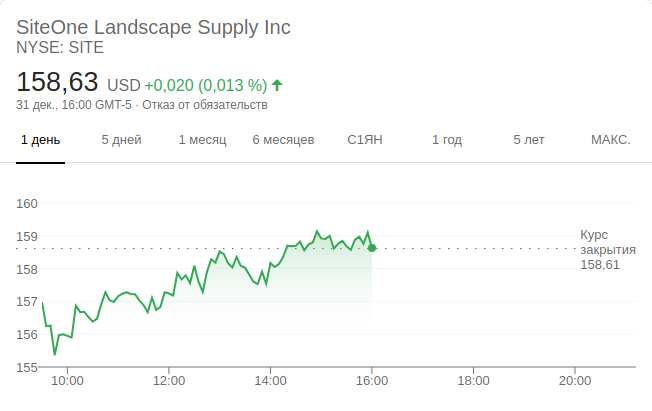 SiteOne Landscape Supply Inc
NYSE: SITE
158,63 USD +0,020 (0,013 %)
31 дек., 16:00 GMT-5 · Отказ от обязательств
1 день 5 дней 1 месяц 6 месяцев С1ЯН 1 год 5 лет МАКС.
160
159
158
157
156
155
Курс
закрытия
158,61
10:00 12:00 14:00 16:00 18:00 20:00